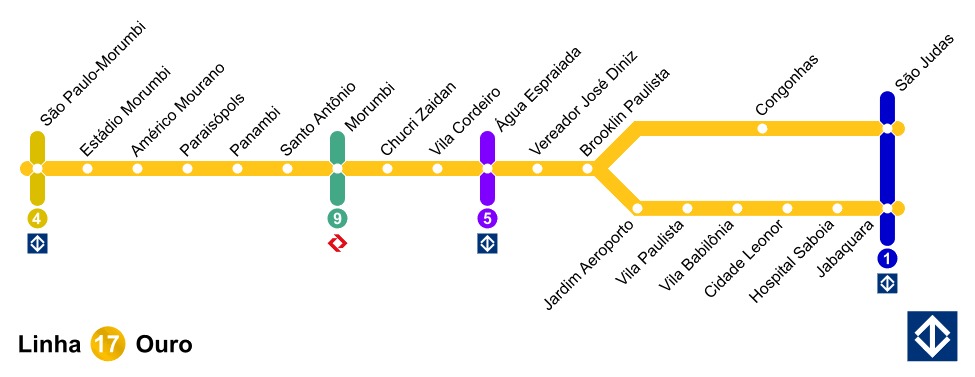 São Paulo-Morumbi
Estádio Morumbi
Américo Mourano
Paraisópols
Panambi
Santo Antônio
Morumbi
Chucri Zaidan
Vila Cordeiro
Água Espraiada
Vereador José Diniz
Brooklin Paulista
Congonhas
São Judas
4
9
5
Jardim Aeroporto
Vila Paulista
Vila Babilônia
Cidade Leonor
Hospital Saboia
Jabaquara
1
Linha 17 Ouro